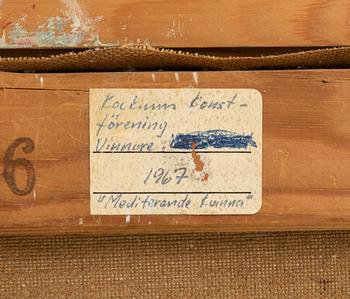 Kockums Konst-
förening
Vinnare:
1967
"Mediterande Kvinna"
6